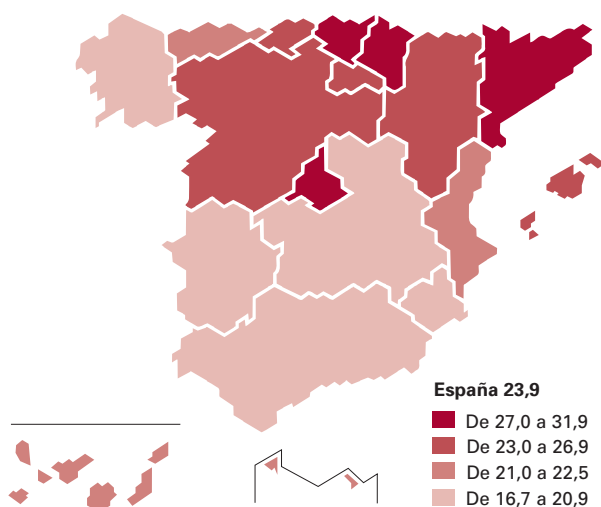 España 23,9
De 27,0 a 31,9
De 23,0 a 26,9
De 21,0 a 22,5
De 16,7 a 20,9